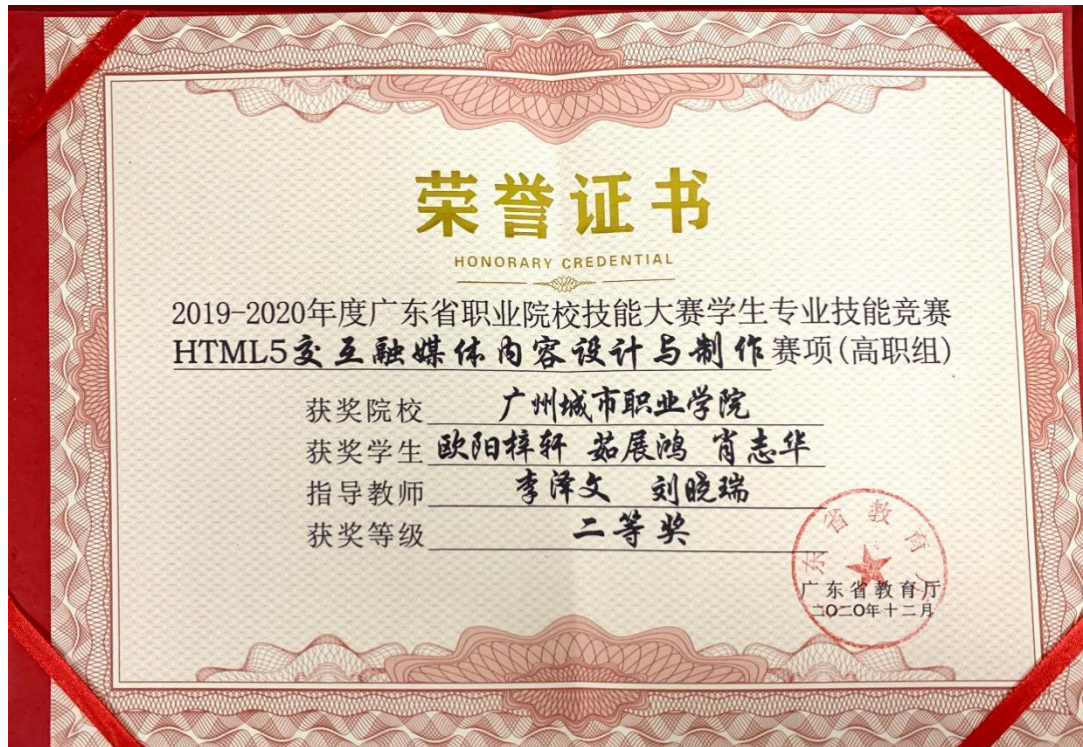 荣誉证书
HONORARY CREDENTIAL
2019-2020年度广东省职业院校技能大赛学生专业技能竞赛
HTML5交互融媒体内容设计与制作赛项(高职组)
获奖院校 广州城市职业学院
获奖学生 欧阳梓轩 茹展鸿 肖志华
指导教师 李泽文 刘晓瑞
获奖等级 二等奖
东省教育厅
广东省教育厅
二〇二〇年十二月